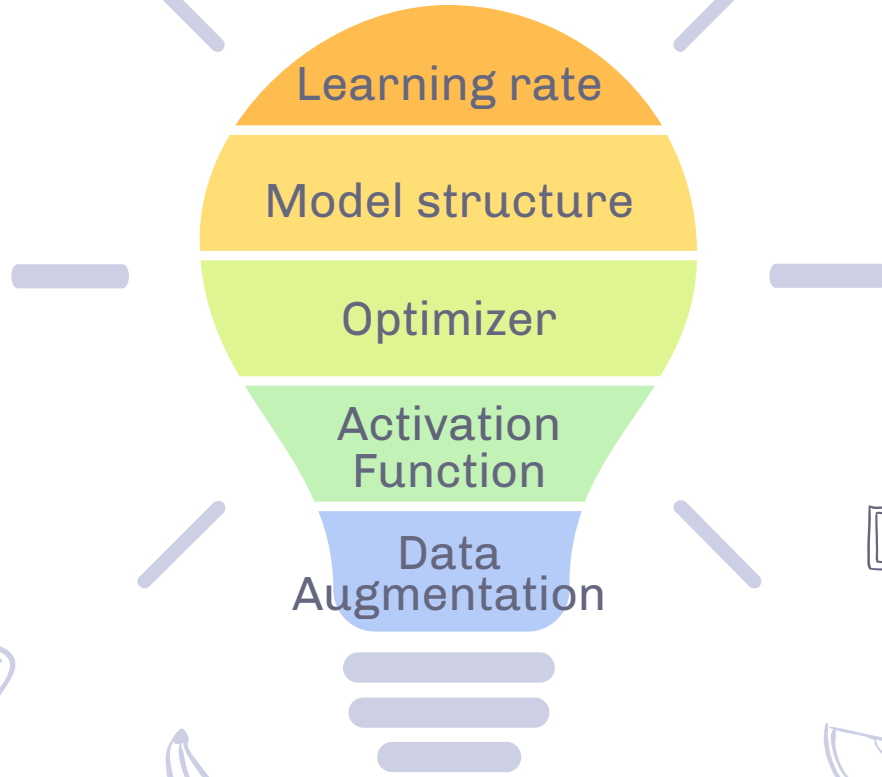 Learning rate
Model structure
Optimizer
Activation
Function
Data
Augmentation